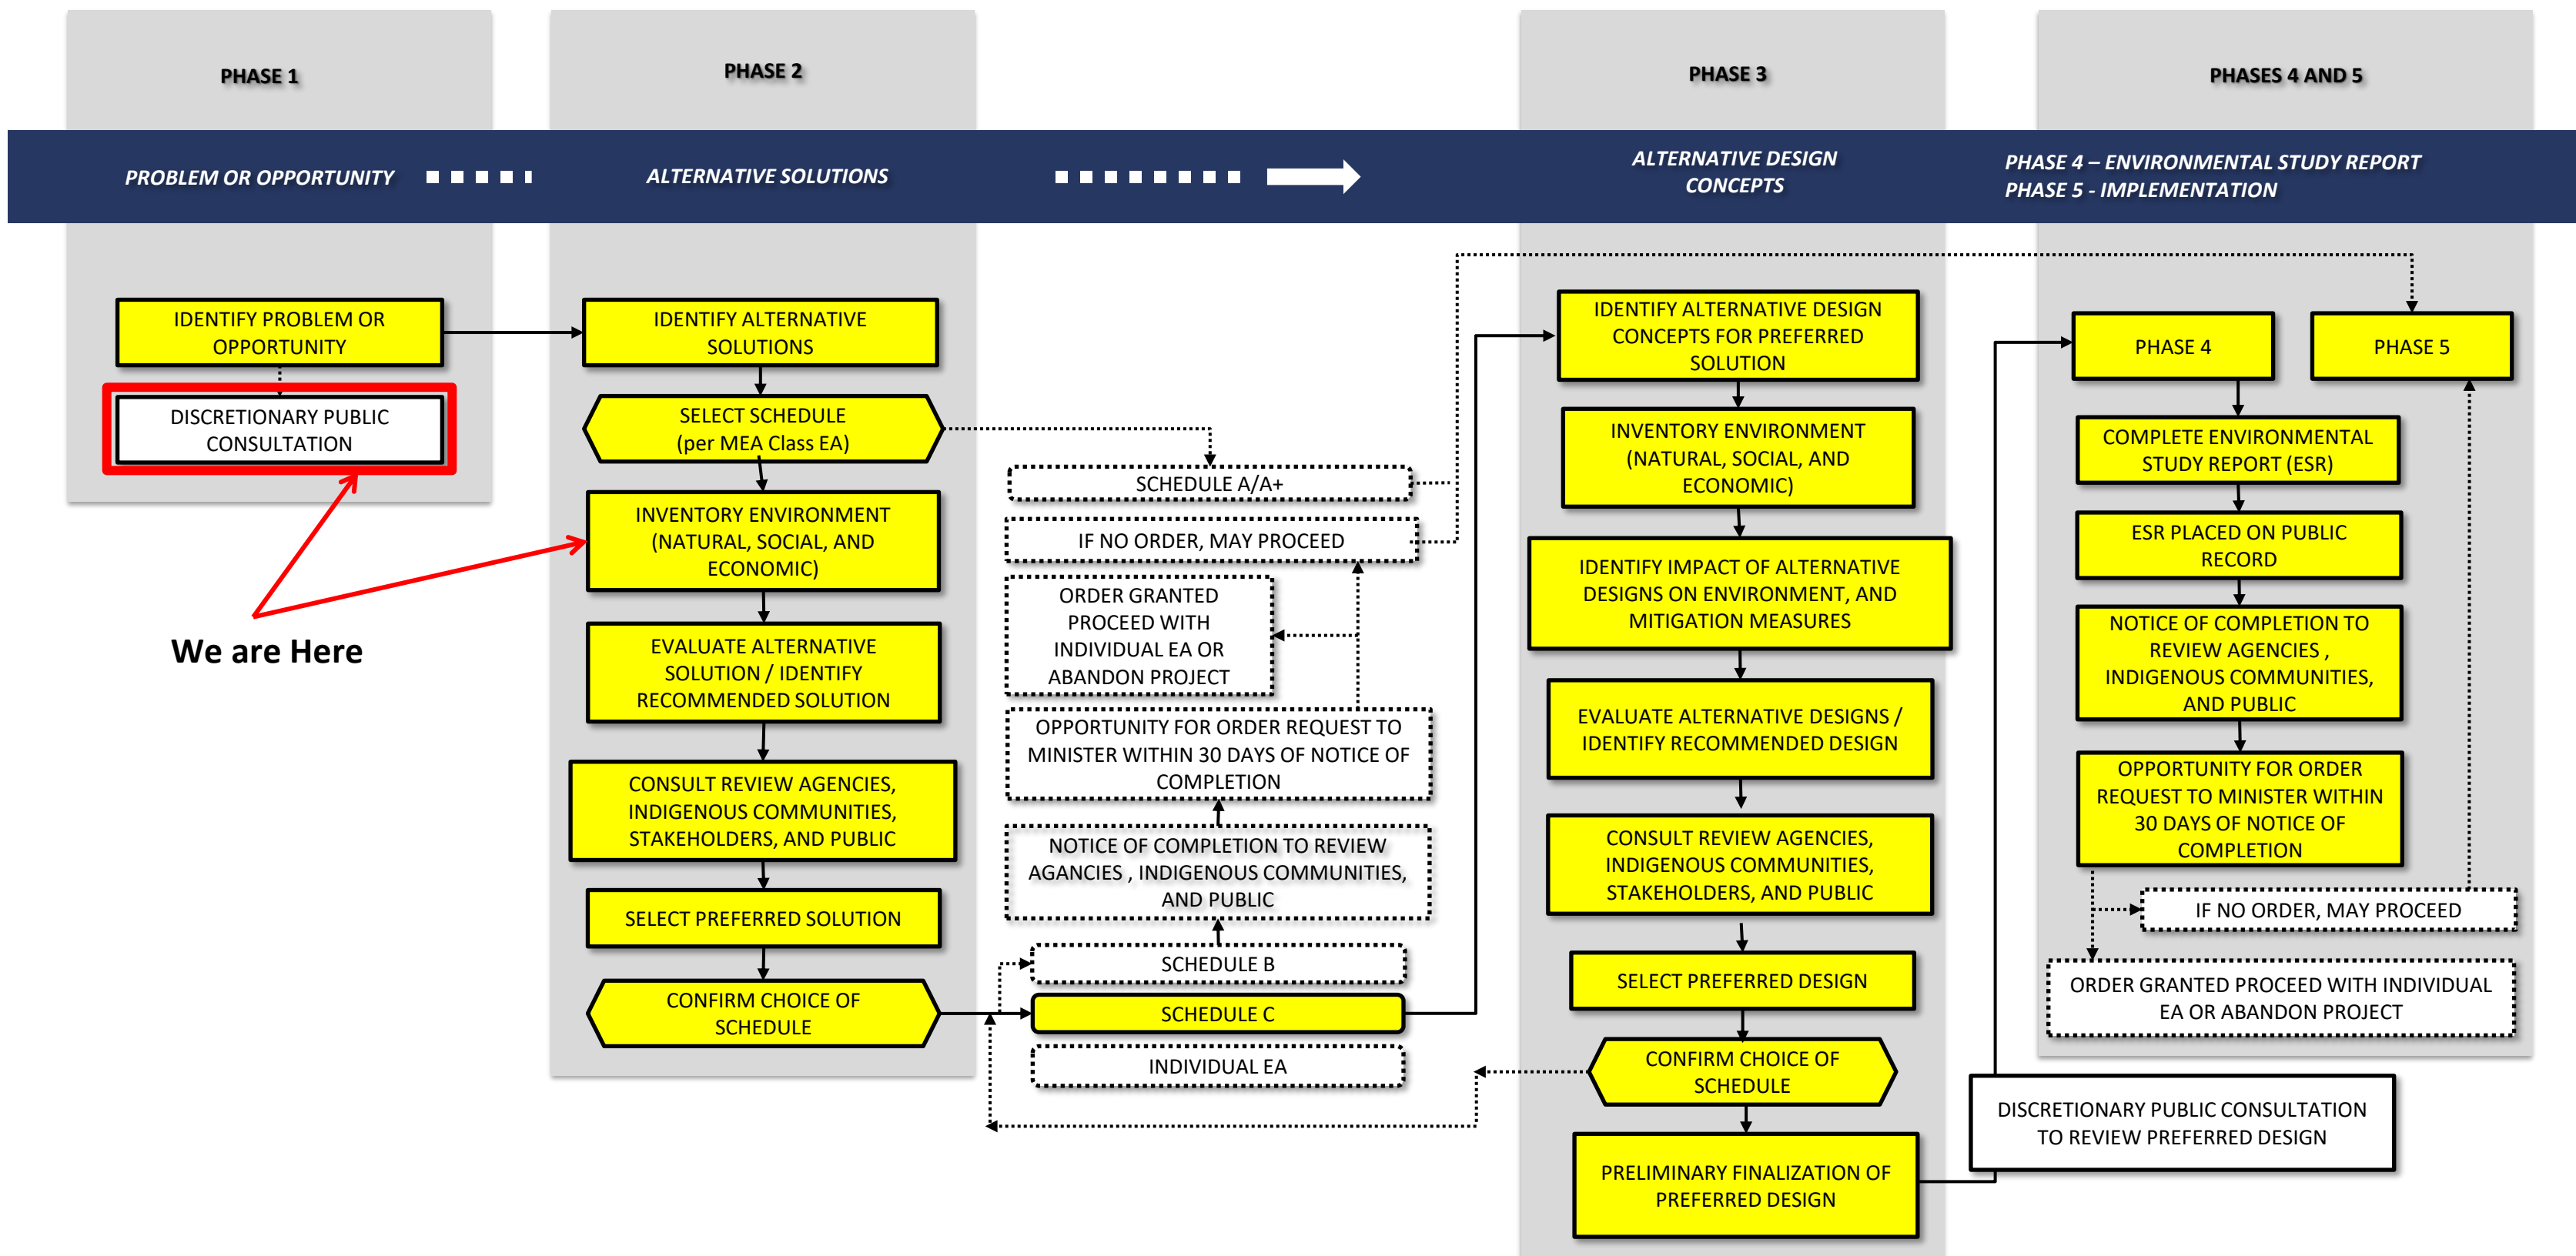 PHASE 1
PHASE 2
PHASE 3
PHASES 4 AND 5
PROBLEM OR OPPORTUNITY
ALTERNATIVE SOLUTIONS
ALTERNATIVE DESIGN
CONCEPTS
PHASE 4 – ENVIRONMENTAL STUDY REPORT
PHASE 5 - IMPLEMENTATION
IDENTIFY PROBLEM OR
OPPORTUNITY
DISCRETIONARY PUBLIC
CONSULTATION
We are Here
IDENTIFY ALTERNATIVE
SOLUTIONS
SELECT SCHEDULE
(per MEA Class EA)
INVENTORY ENVIRONMENT
(NATURAL, SOCIAL, AND
ECONOMIC)
EVALUATE ALTERNATIVE
SOLUTION / IDENTIFY
RECOMMENDED SOLUTION
CONSULT REVIEW AGENCIES,
INDIGENOUS COMMUNITIES,
STAKEHOLDERS, AND PUBLIC
SELECT PREFERRED SOLUTION
CONFIRM CHOICE OF
SCHEDULE
SCHEDULE A/A+
IF NO ORDER, MAY PROCEED
ORDER GRANTED
PROCEED WITH
INDIVIDUAL EA OR
ABANDON PROJECT
OPPORTUNITY FOR ORDER REQUEST TO
MINISTER WITHIN 30 DAYS OF NOTICE OF
COMPLETION
NOTICE OF COMPLETION TO REVIEW
AGANCIES , INDIGENOUS COMMUNITIES,
AND PUBLIC
SCHEDULE B
SCHEDULE C
INDIVIDUAL EA
IDENTIFY ALTERNATIVE DESIGN
CONCEPTS FOR PREFERRED
SOLUTION
INVENTORY ENVIRONMENT
(NATURAL, SOCIAL, AND
ECONOMIC)
IDENTIFY IMPACT OF ALTERNATIVE
DESIGNS ON ENVIRONMENT, AND
MITIGATION MEASURES
EVALUATE ALTERNATIVE DESIGNS /
IDENTIFY RECOMMENDED DESIGN
CONSULT REVIEW AGENCIES,
INDIGENOUS COMMUNITIES,
STAKEHOLDERS, AND PUBLIC
SELECT PREFERRED DESIGN
CONFIRM CHOICE OF
SCHEDULE
PRELIMINARY FINALIZATION OF
PREFERRED DESIGN
PHASE 4
PHASE 5
COMPLETE ENVIRONMENTAL
STUDY REPORT (ESR)
ESR PLACED ON PUBLIC
RECORD
NOTICE OF COMPLETION TO
REVIEW AGENCIES ,
INDIGENOUS COMMUNITIES,
AND PUBLIC
OPPORTUNITY FOR ORDER
REQUEST TO MINISTER WITHIN
30 DAYS OF NOTICE OF
COMPLETION
IF NO ORDER, MAY PROCEED
ORDER GRANTED PROCEED WITH INDIVIDUAL
EA OR ABANDON PROJECT
DISCRETIONARY PUBLIC CONSULTATION
TO REVIEW PREFERRED DESIGN